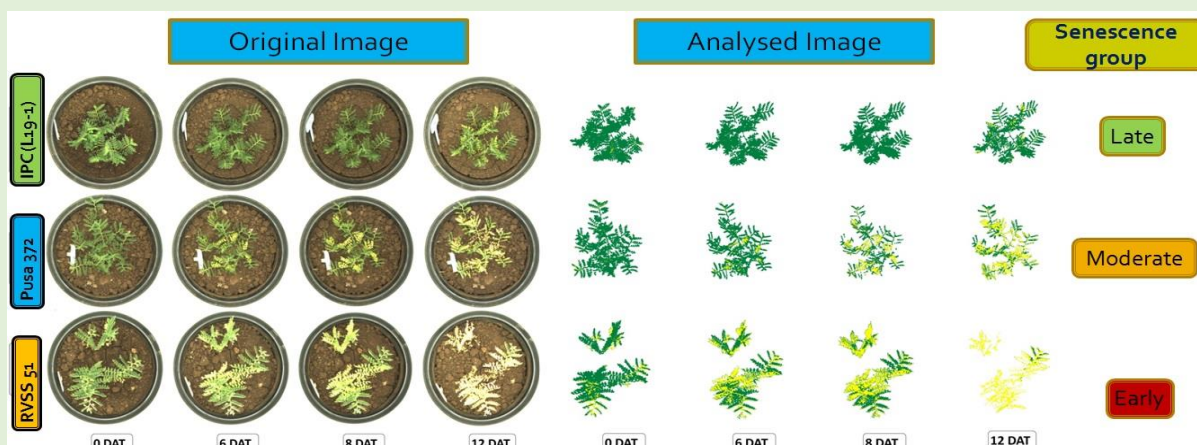 Original Image
Analysed Image
Senescence
group
IPC(L19-1)
Late
Pusa 372
Moderate
RVSS 51
Early
0 DAT
6 DAT
8 DAT
12 DAT
0 DAT
6 DAT
8 DAT
12 DAT